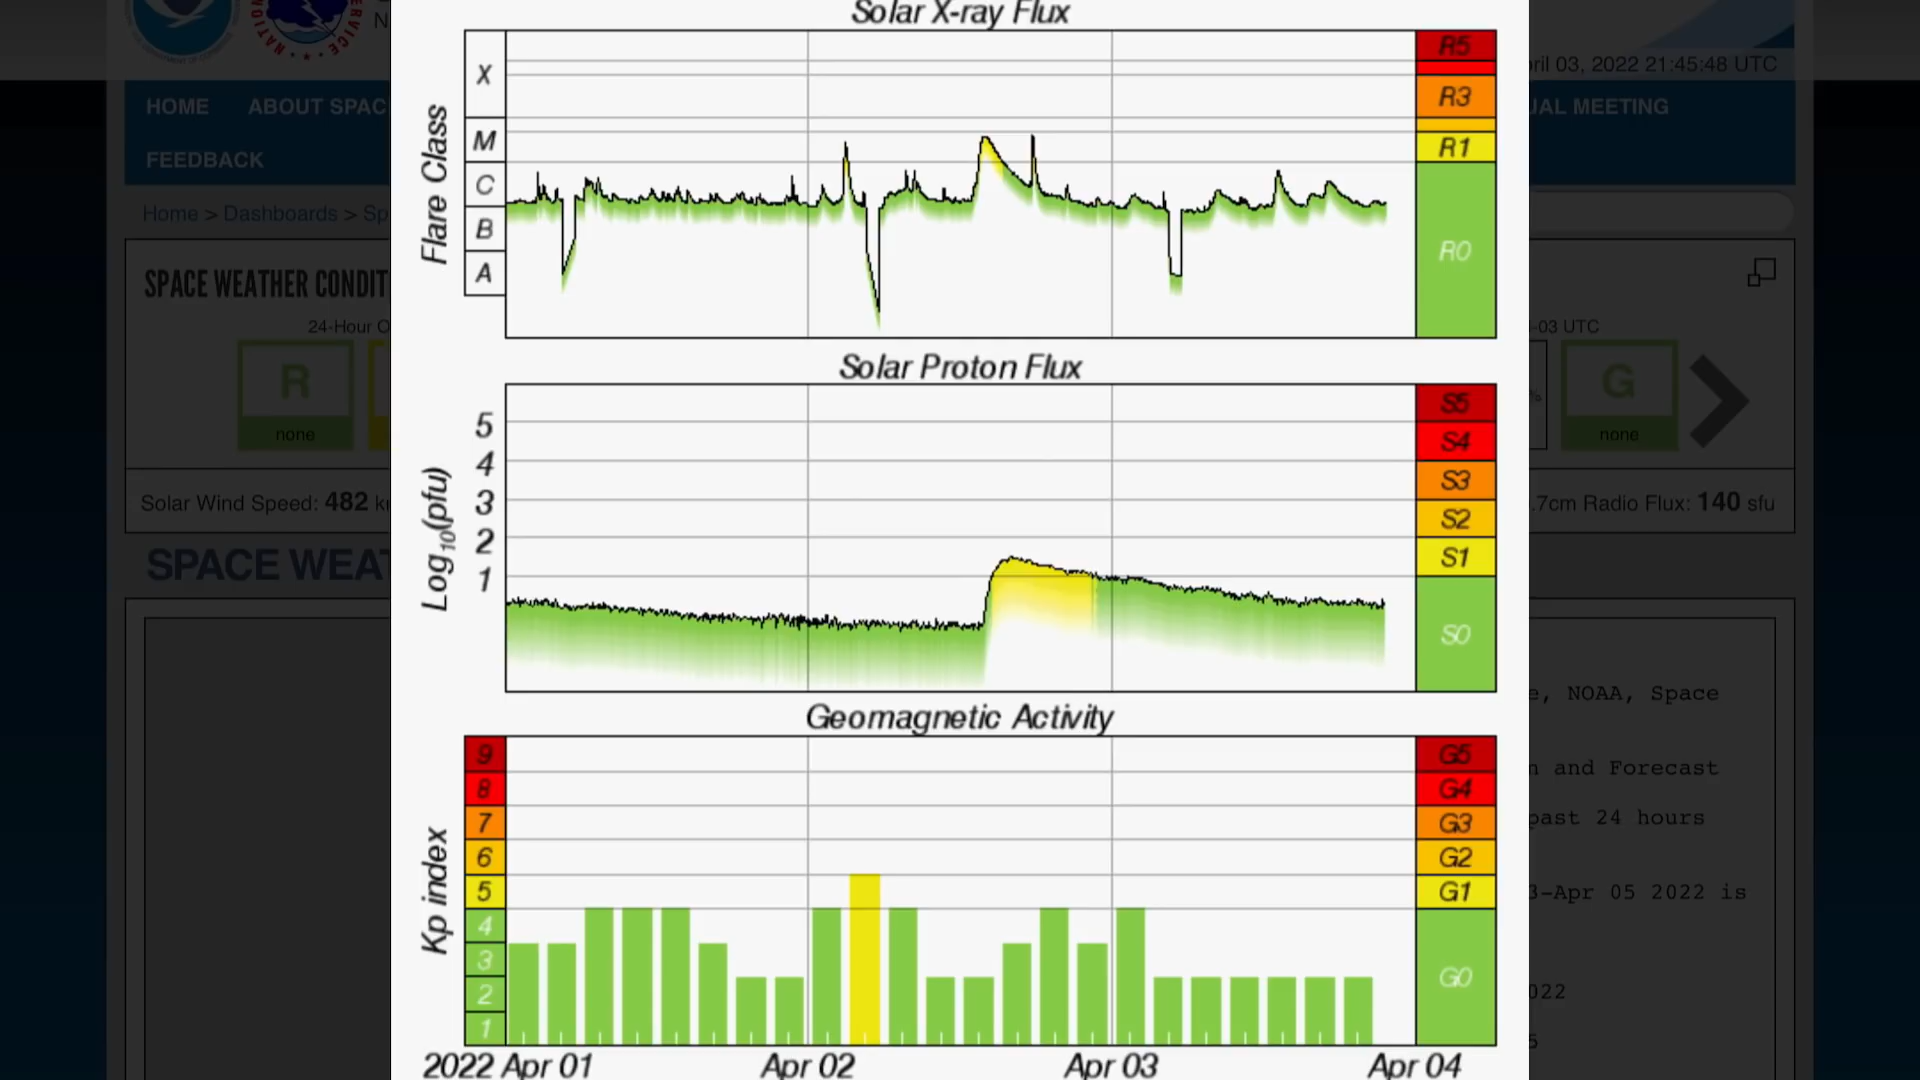 Solar X-ray Flux
NATIONAL
SERVICE
April 03, 2022 21:45:48 UTC
HOME ABOUT SPAC
UAL MEETING
FEEDBACK
Home > Dashboards > Sp
Flare Class
X
M
C
B
A
R5
R3
R1
R0
SPACE WEATHER CONDIT
24-Hour O
-03 UTC
R
none
G
none
%
Solar Wind Speed: 482 k
.7cm Radio Flux: 140 sfu
SPACE WEAT
Solar Proton Flux
Log10(pfu)
5
4
3
2
1
S5
S4
S3
S2
S1
S0
e, NOAA, Space
n and Forecast
past 24 hours
3-Apr 05 2022 is
022
5
Geomagnetic Activity
Kp index
9
8
7
6
5
4
3
2
1
G5
G4
G3
G2
G1
G0
2022 Apr 01 Apr 02 Apr 03 Apr 04